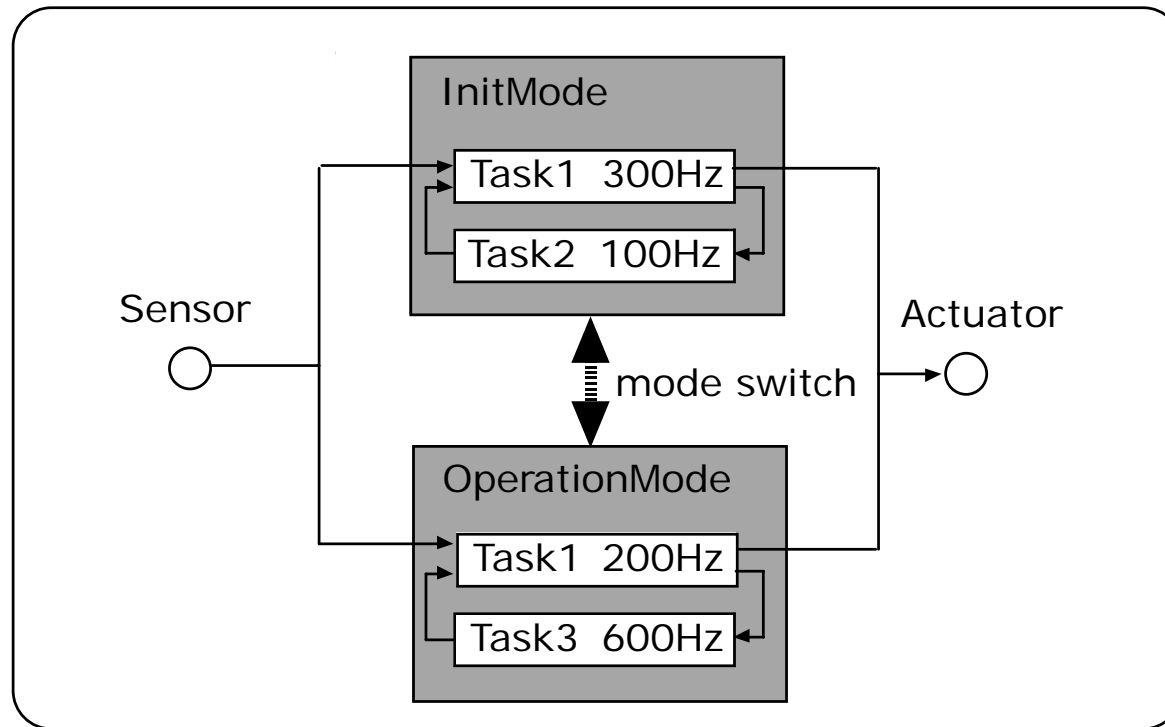 InitMode
Task1 300Hz
Task2 100Hz
Sensor
Actuator
mode switch
OperationMode
Task1 200Hz
Task3 600Hz